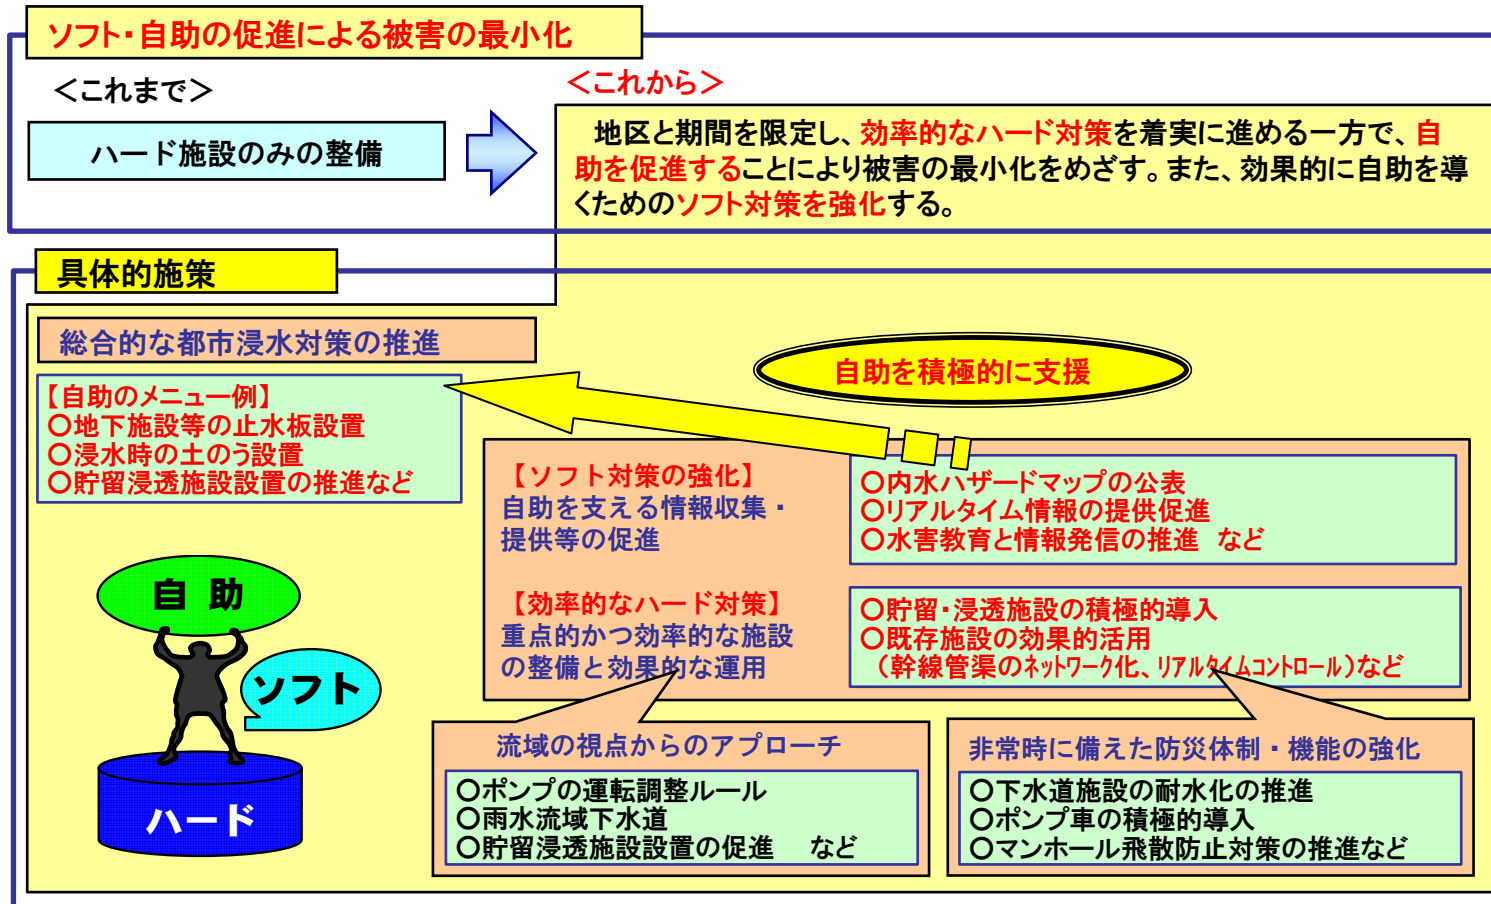 ソフト・自助の促進による被害の最小化
＜これまで＞
ハード施設のみの整備
＜これから＞
地区と期間を限定し、効率的なハード対策を着実に進める一方で、自
助を促進することにより被害の最小化をめざす。また、効果的に自助を導
くためのソフト対策を強化する。
具体的施策
総合的な都市浸水対策の推進
【自助のメニュー例】
○地下施設等の止水板設置
○浸水時の土のう設置
○貯留浸透施設設置の推進など
自助を積極的に支援
【ソフト対策の強化】
自助を支える情報収集・
提供等の促進
○内水ハザードマップの公表
○リアルタイム情報の提供促進
○水害教育と情報発信の推進　など
【効率的なハード対策】
重点的かつ効率的な施設
の整備と効果的な運用
○貯留・浸透施設の積極的導入
○既存施設の効果的活用
（幹線管渠のネットワーク化、リアルタイムコントロール）など
自 助
ソフト
ハード
流域の視点からのアプローチ
○ポンプの運転調整ルール
○雨水流域下水道
○貯留浸透施設設置の促進　など
非常時に備えた防災体制・機能の強化
○下水道施設の耐水化の推進
○ポンプ車の積極的導入
○マンホール飛散防止対策の推進など